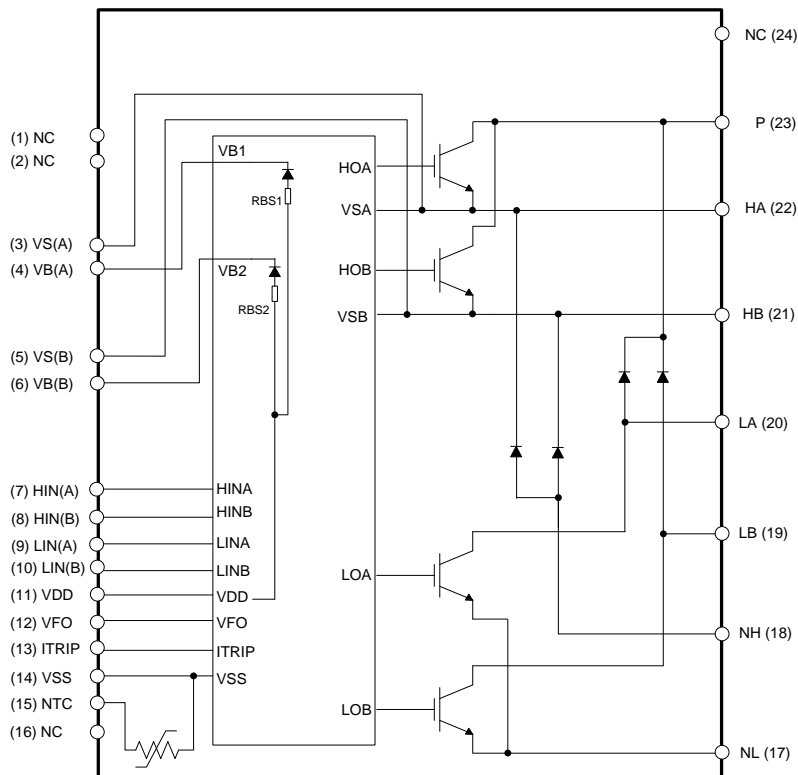 (1) NC
(2) NC
(3) VS(A)
(4) VB(A)
(5) VS(B)
(6) VB(B)
(7) HIN(A)
(8) HIN(B)
(9) LIN(A)
(10) LIN(B)
(11) VDD
(12) VFO
(13) ITRIP
(14) VSS
(15) NTC
(16) NC
VB1
RBS1
VB2
RBS2
HINA
HINB
LINA
LINB
VDD
VFO
ITRIP
VSS
HOA
VSA
HOB
VSB
LOA
LOB
NC (24)
P (23)
HA (22)
HB (21)
LA (20)
LB (19)
NH (18)
NL (17)